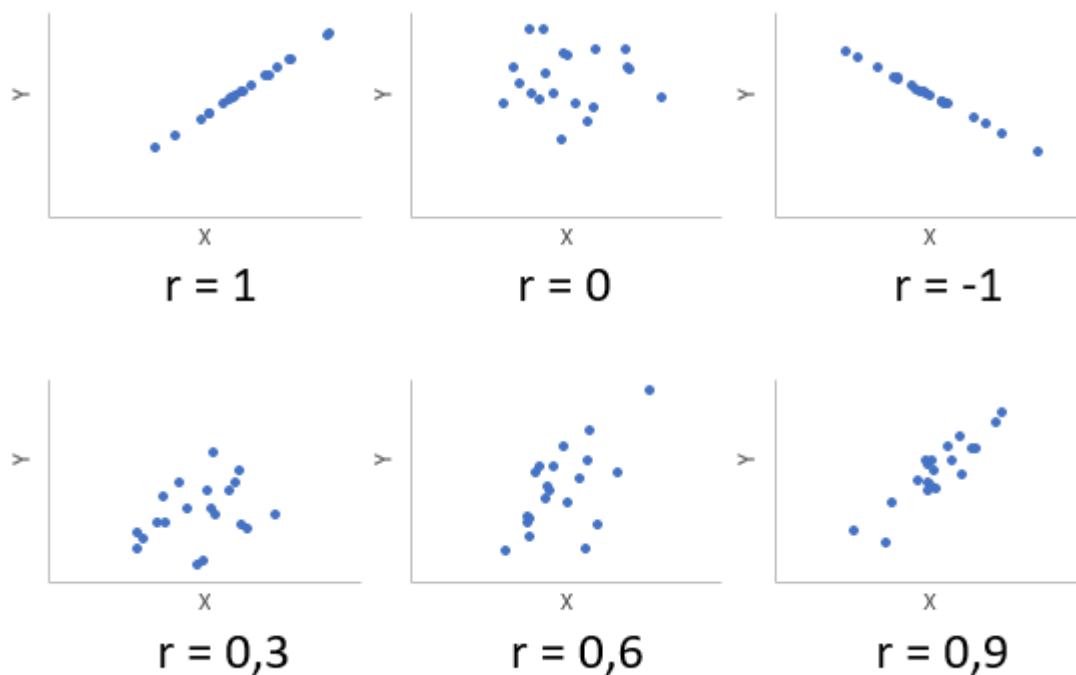 Y
Y
Y
X
X
X
r = 1
r = 0
r = -1
Y
Y
Y
X
X
X
r = 0,3
r = 0,6
r = 0,9